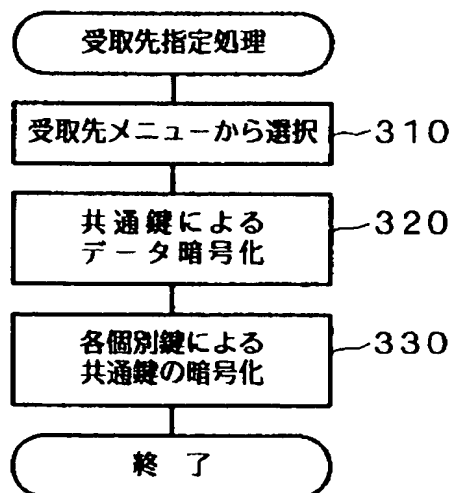 受取先指定処理
受取先メニューから選択
310
共通鍵による
データ暗号化
320
各個別鍵による
共通鍵の暗号化
330
終了